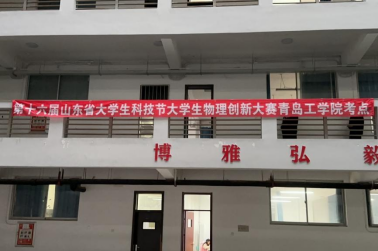 第十六届山东省大学生科技节大学生物理创新大赛青岛工学院考点
博雅弘毅